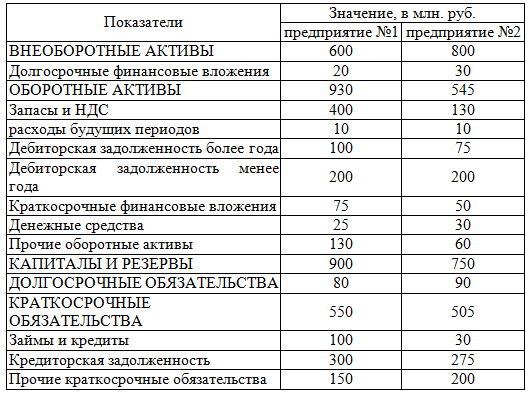 Показатели
Значение, в млн. руб.
предприятие №1 предприятие №2
ВНЕОБОРОТНЫЕ АКТИВЫ 600 800
Долгосрочные финансовые вложения 20 30
ОБОРОТНЫЕ АКТИВЫ 930 545
Запасы и НДС 400 130
расходы будущих периодов 10 10
Дебиторская задолженность более года 100 75
Дебиторская задолженность менее
года 200 200
Краткосрочные финансовые вложения 75 50
Денежные средства 25 30
Прочие оборотные активы 130 60
КАПИТАЛЫ И РЕЗЕРВЫ 900 750
ДОЛГОСРОЧНЫЕ ОБЯЗАТЕЛЬСТВА 80 90
КРАТКОСРОЧНЫЕ
ОБЯЗАТЕЛЬСТВА 550 505
Займы и кредиты 100 30
Кредиторская задолженность 300 275
Прочие краткосрочные обязательства 150 200